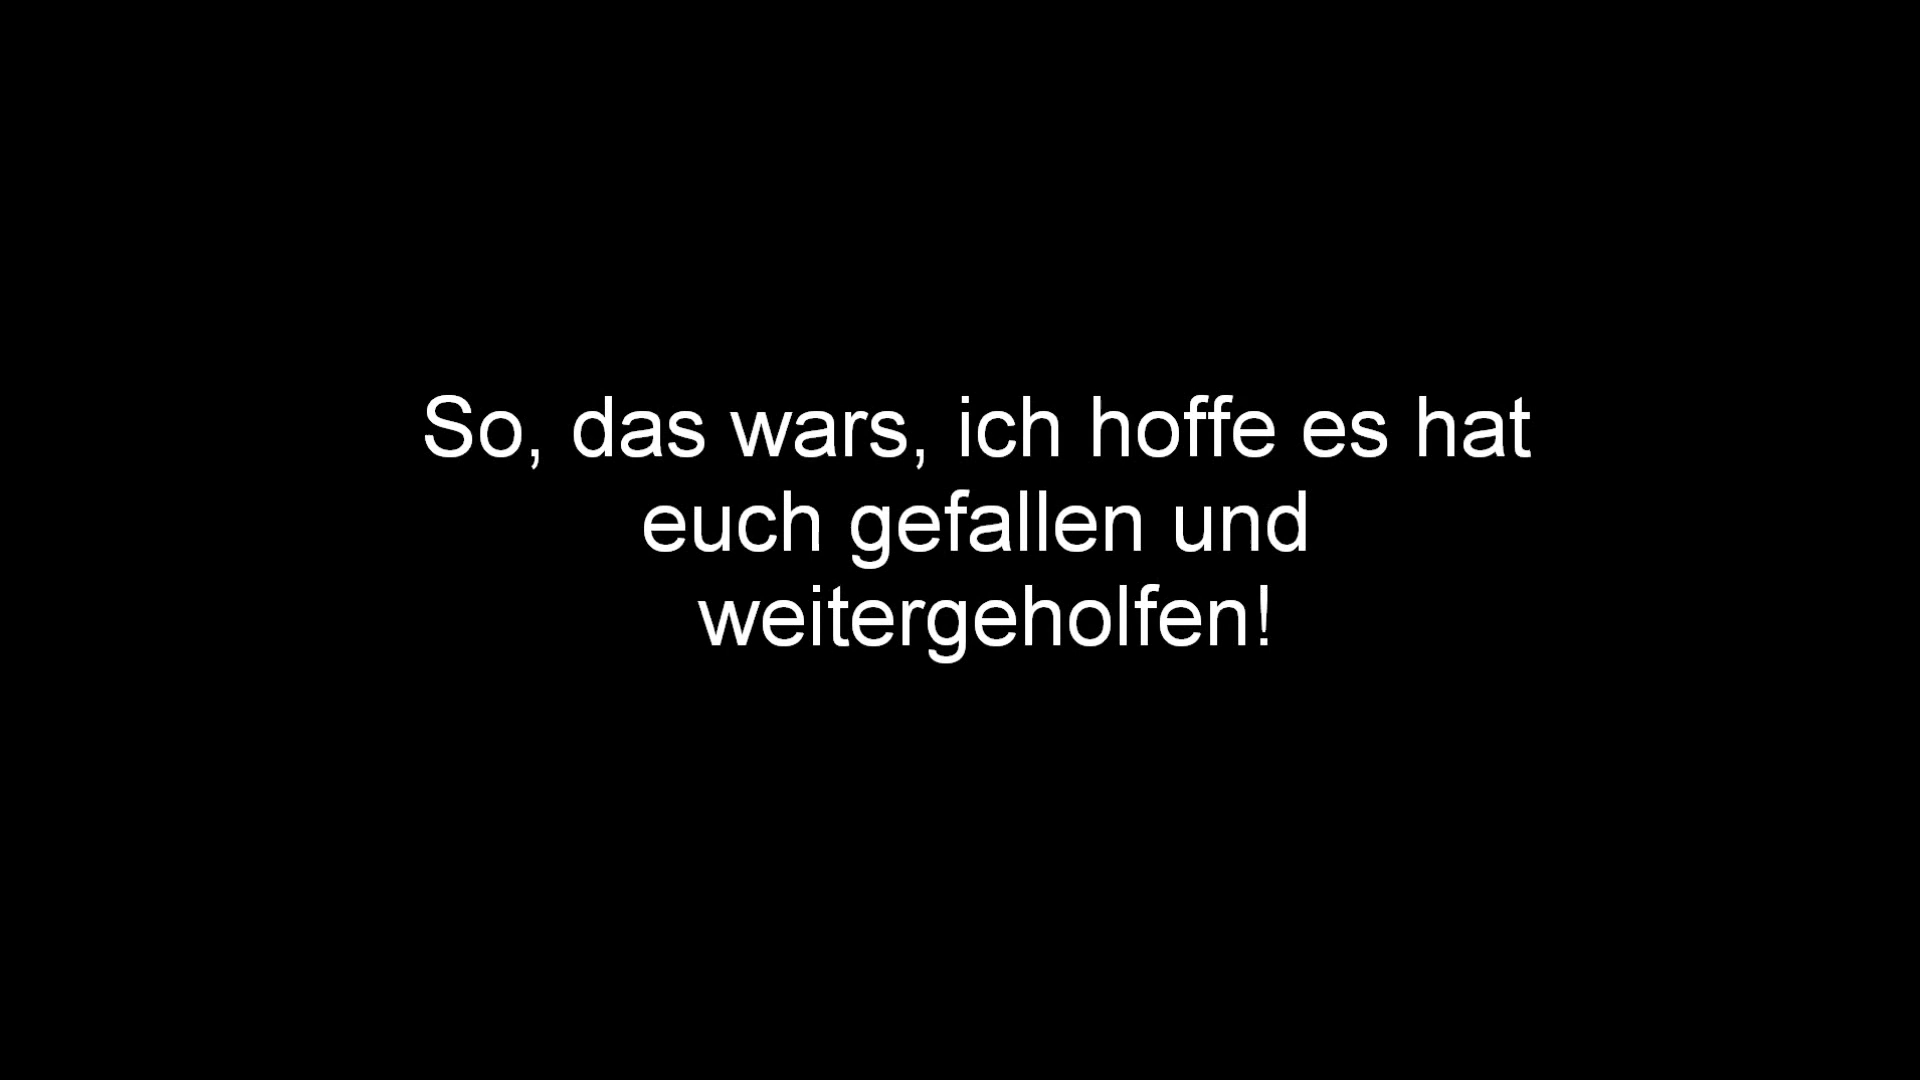 So, das wars, ich hoffe es hat
euch gefallen und
weitergeholfen!